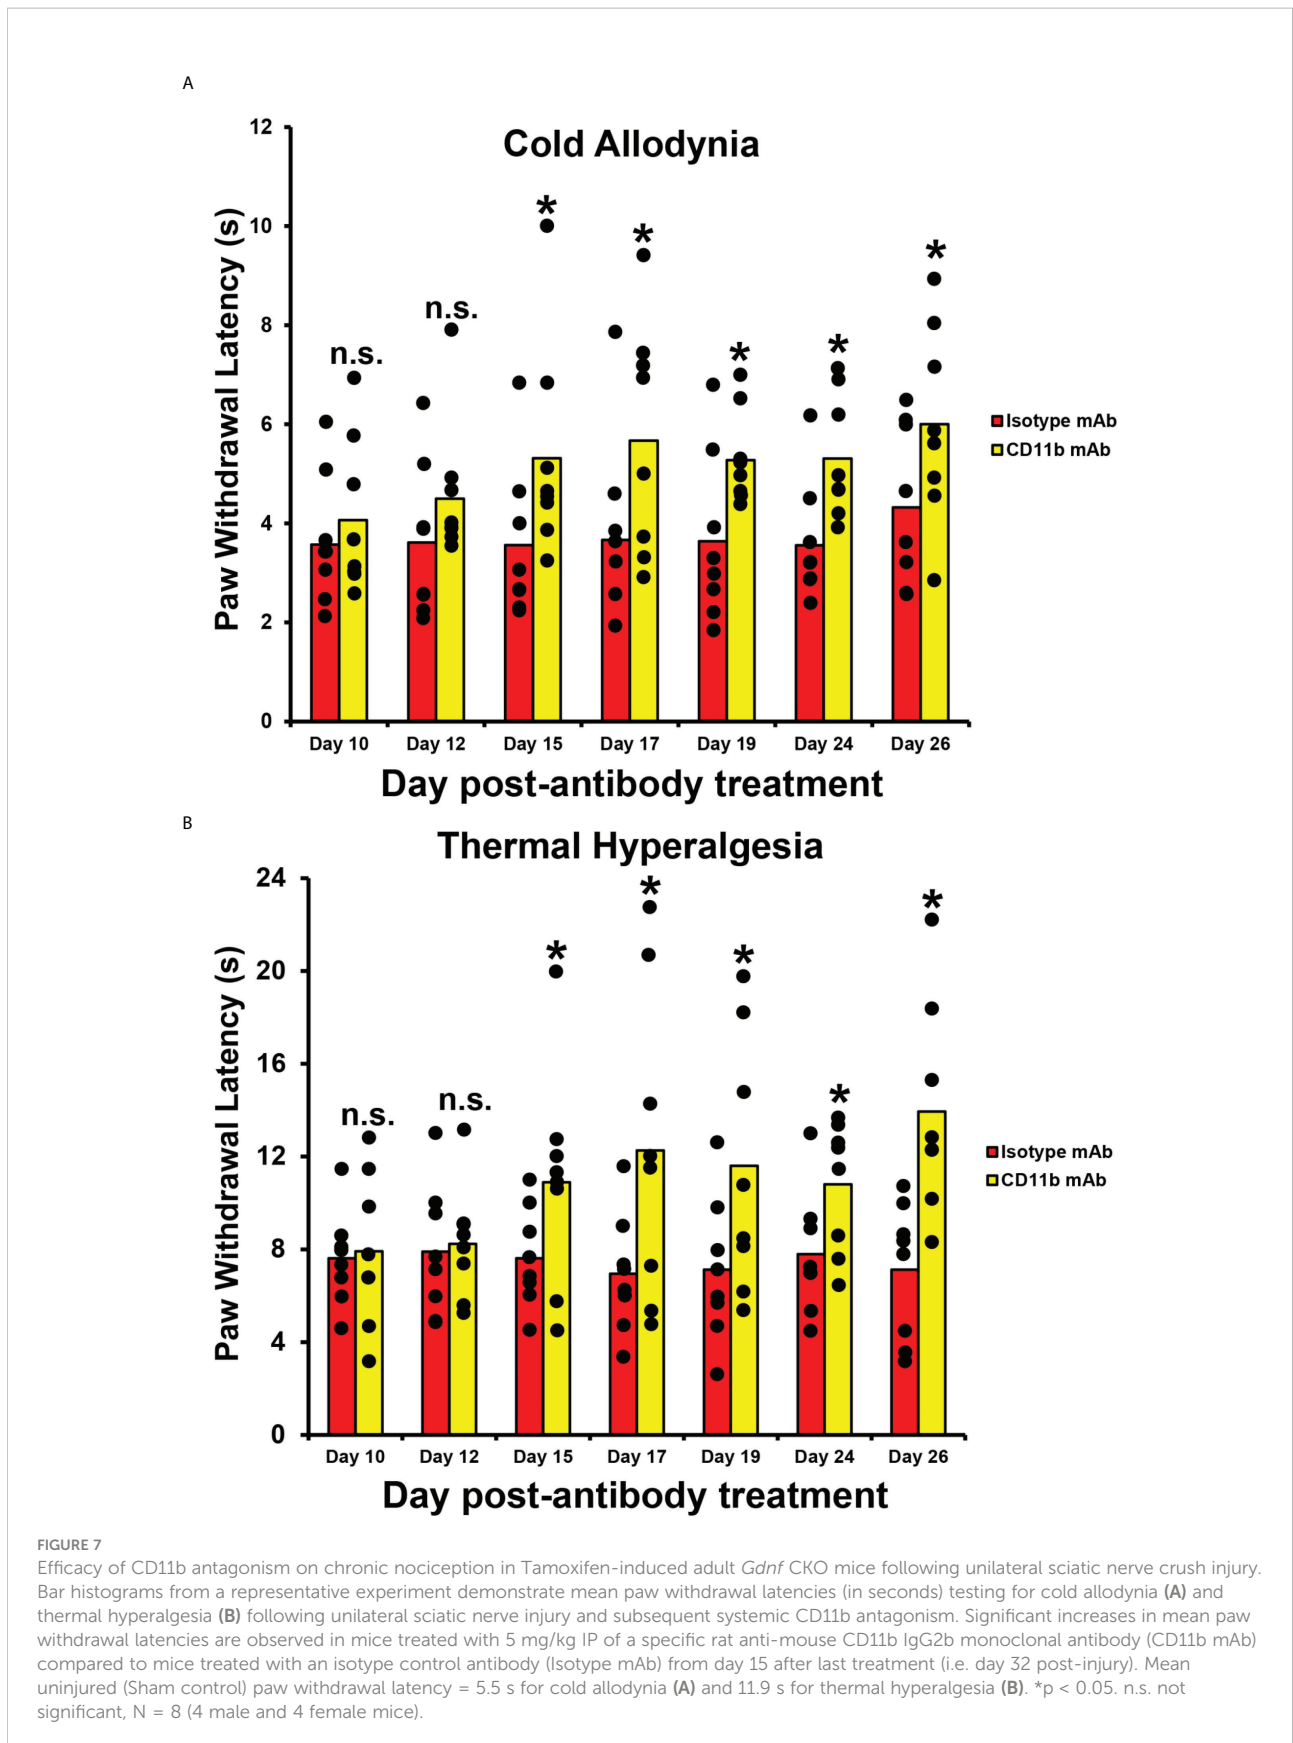 A
Cold Allodynia
12
10
8
6
4
2
0
Paw Withdrawal Latency (s)
n.s.
n.s.
*
*
*
*
*
Isotype mAb
CD11b mAb
Day 10 Day 12 Day 15 Day 17 Day 19 Day 24 Day 26
Day post-antibody treatment
B
Thermal Hyperalgesia
24
20
16
12
8
4
0
Paw Withdrawal Latency (s)
n.s.
n.s.
*
*
*
*
*
Isotype mAb
CD11b mAb
Day 10 Day 12 Day 15 Day 17 Day 19 Day 24 Day 26
Day post-antibody treatment
FIGURE 7
Efficacy of CD11b antagonism on chronic nociception in Tamoxifen-induced adult Gdnf CKO mice following unilateral sciatic nerve crush injury.
Bar histograms from a representative experiment demonstrate mean paw withdrawal latencies (in seconds) testing for cold allodynia (A) and
thermal hyperalgesia (B) following unilateral sciatic nerve injury and subsequent systemic CD11b antagonism. Significant increases in mean paw
withdrawal latencies are observed in mice treated with 5 mg/kg IP of a specific rat anti-mouse CD11b IgG2b monoclonal antibody (CD11b mAb)
compared to mice treated with an isotype control antibody (Isotype mAb) from day 15 after last treatment (i.e. day 32 post-injury). Mean
uninjured (Sham control) paw withdrawal latency = 5.5 s for cold allodynia (A) and 11.9 s for thermal hyperalgesia (B). *p < 0.05. n.s. not
significant, N = 8 (4 male and 4 female mice).